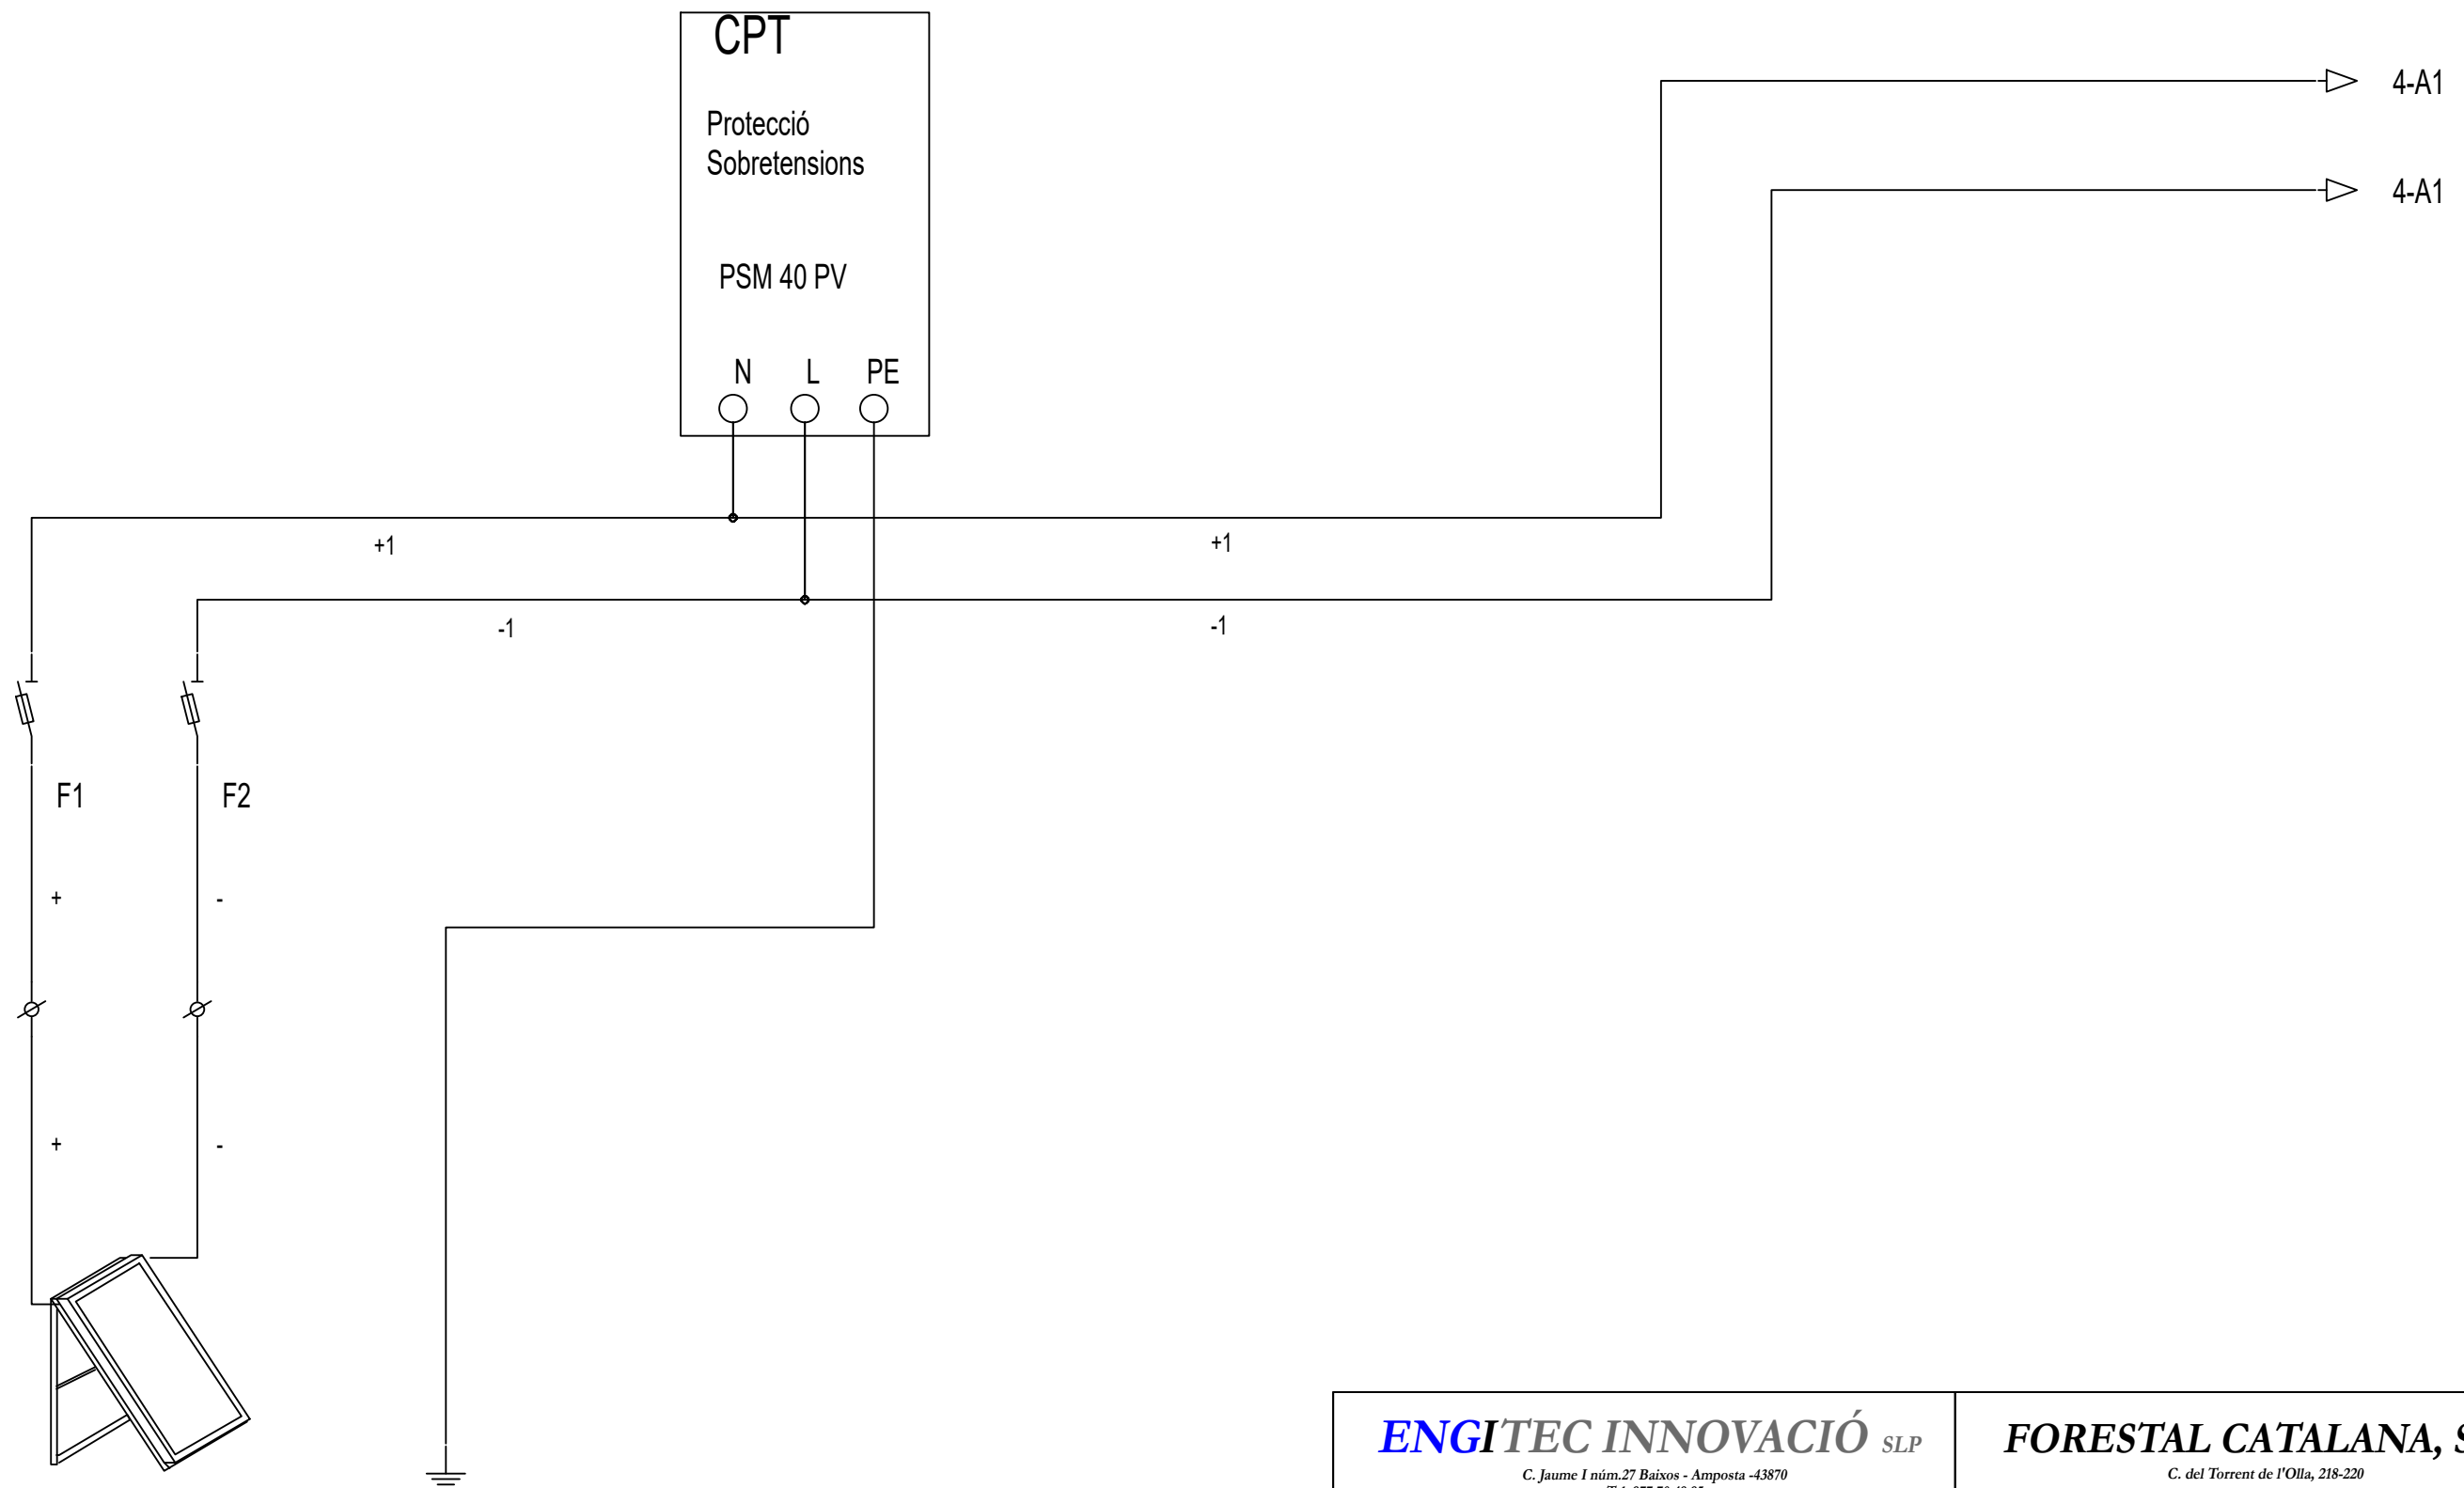 CPT
4-A1
Protecció
Sobretensions
4-A1
PSM 40 PV
N L PE
+1 +1
-1 -1
F1 F2
+ -
+ -
ENGITEC INNOVACIÓ SLP
C. Jaume I núm.27 Baixos - Amposta -43870
FORESTAL CATALANA,
C. del Torrent de l'Olla, 218-220